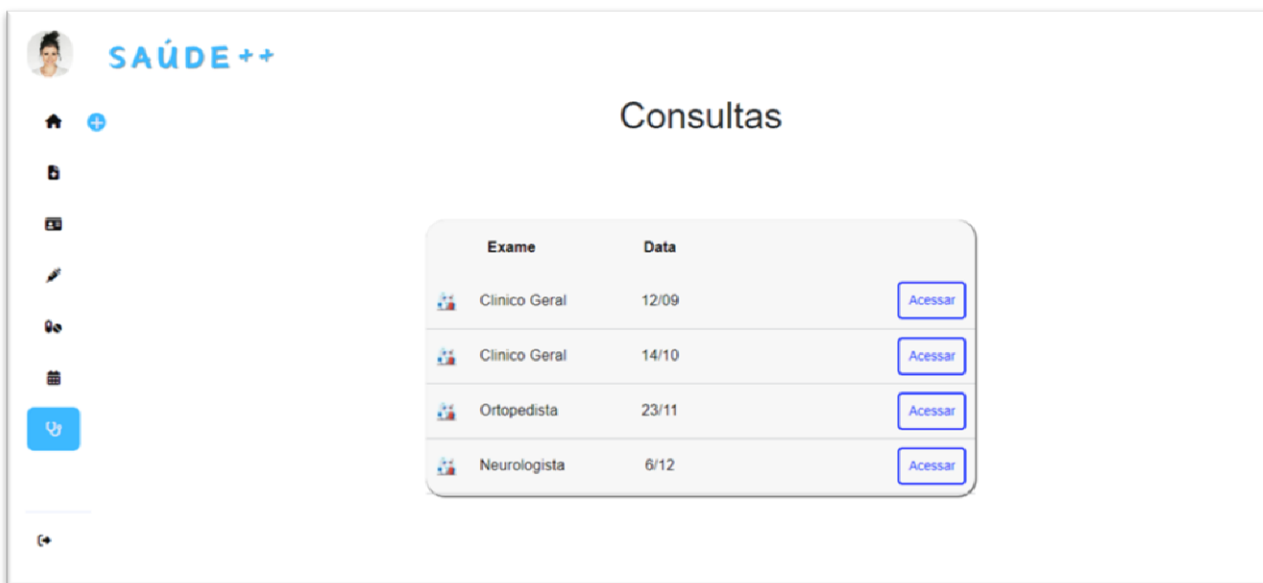 SAÚDE++
Consultas
Exame Data
Clinico Geral 12/09 Acessar
Clinico Geral 14/10 Acessar
Ortopedista 23/11 Acessar
Neurologista 6/12 Acessar